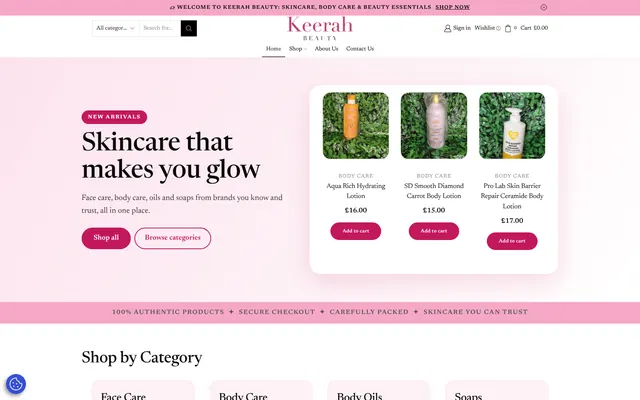 WELCOME TO KEERAH BEAUTY: SKINCARE, BODY CARE & BEAUTY ESSENTIALS SHOP NOW
All categor...
Search for...
Keerah
BEAUTY
Sign in
Wishlist
0
Cart £0.00
Home
Shop
About Us
Contact Us
NEW ARRIVALS
Skincare that
makes you glow
Face care, body care, oils and soaps from brands you know and
trust, all in one place.
Shop all
Browse categories
BODY CARE
Aqua Rich Hydrating
Lotion
£16.00
Add to cart
BODY CARE
SD Smooth Diamond
Carrot Body Lotion
£15.00
Add to cart
BODY CARE
Pro Lab Skin Barrier
Repair Ceramide Body
Lotion
£17.00
Add to cart
100% AUTHENTIC PRODUCTS + SECURE CHECKOUT + CAREFULLY PACKED + SKINCARE YOU CAN TRUST
Shop by Category
Face Care
Body Care
Body Oils
Soaps